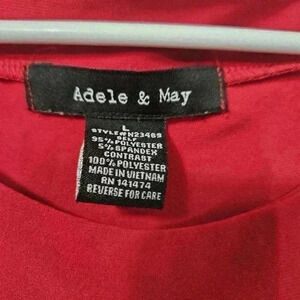 Adele & May
L
STYLE#H23469
SELF
95% POLYESTER
5% SPANDEX
CONTRAST
100% POLYESTER
MADE IN VIETNAM
RN 141474
REVERSE FOR CARE